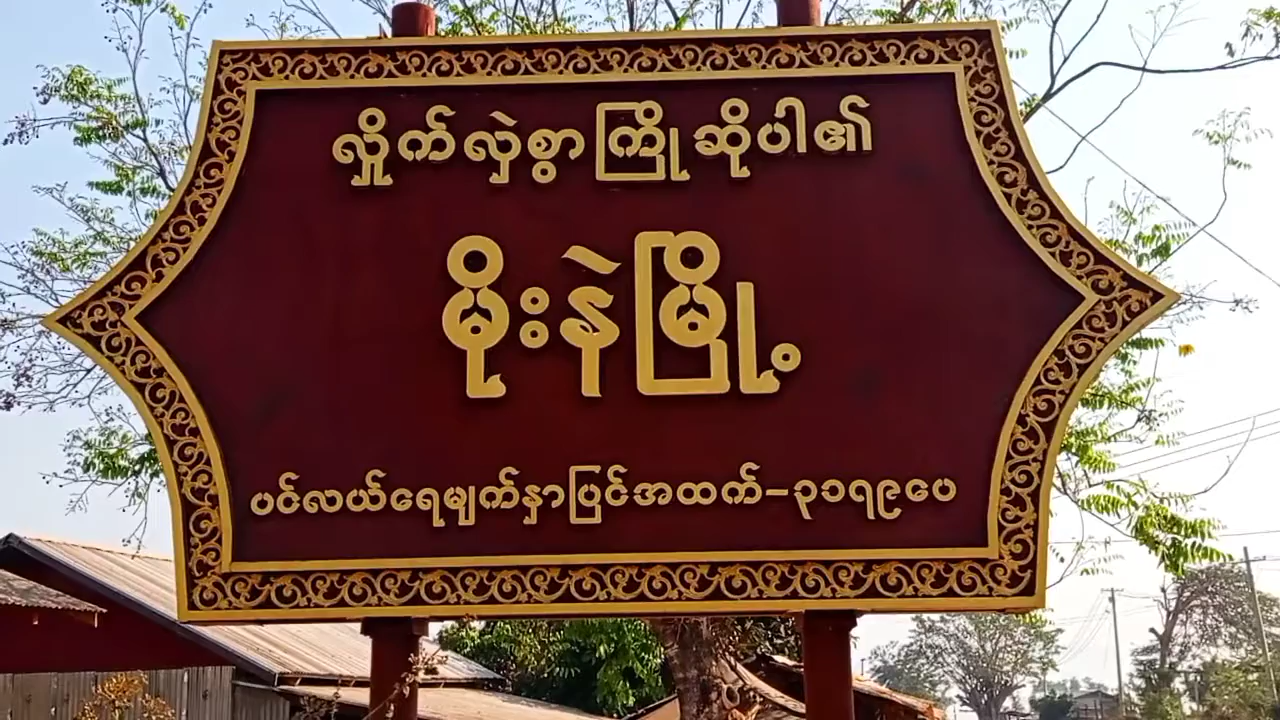 လှိုက်လှဲစွာကြိုဆိုပါ၏
မိုးနဲမြို့
ပင်လယ်ရေမျက်နှာပြင်အထက်-၃၁၇၉ပေ